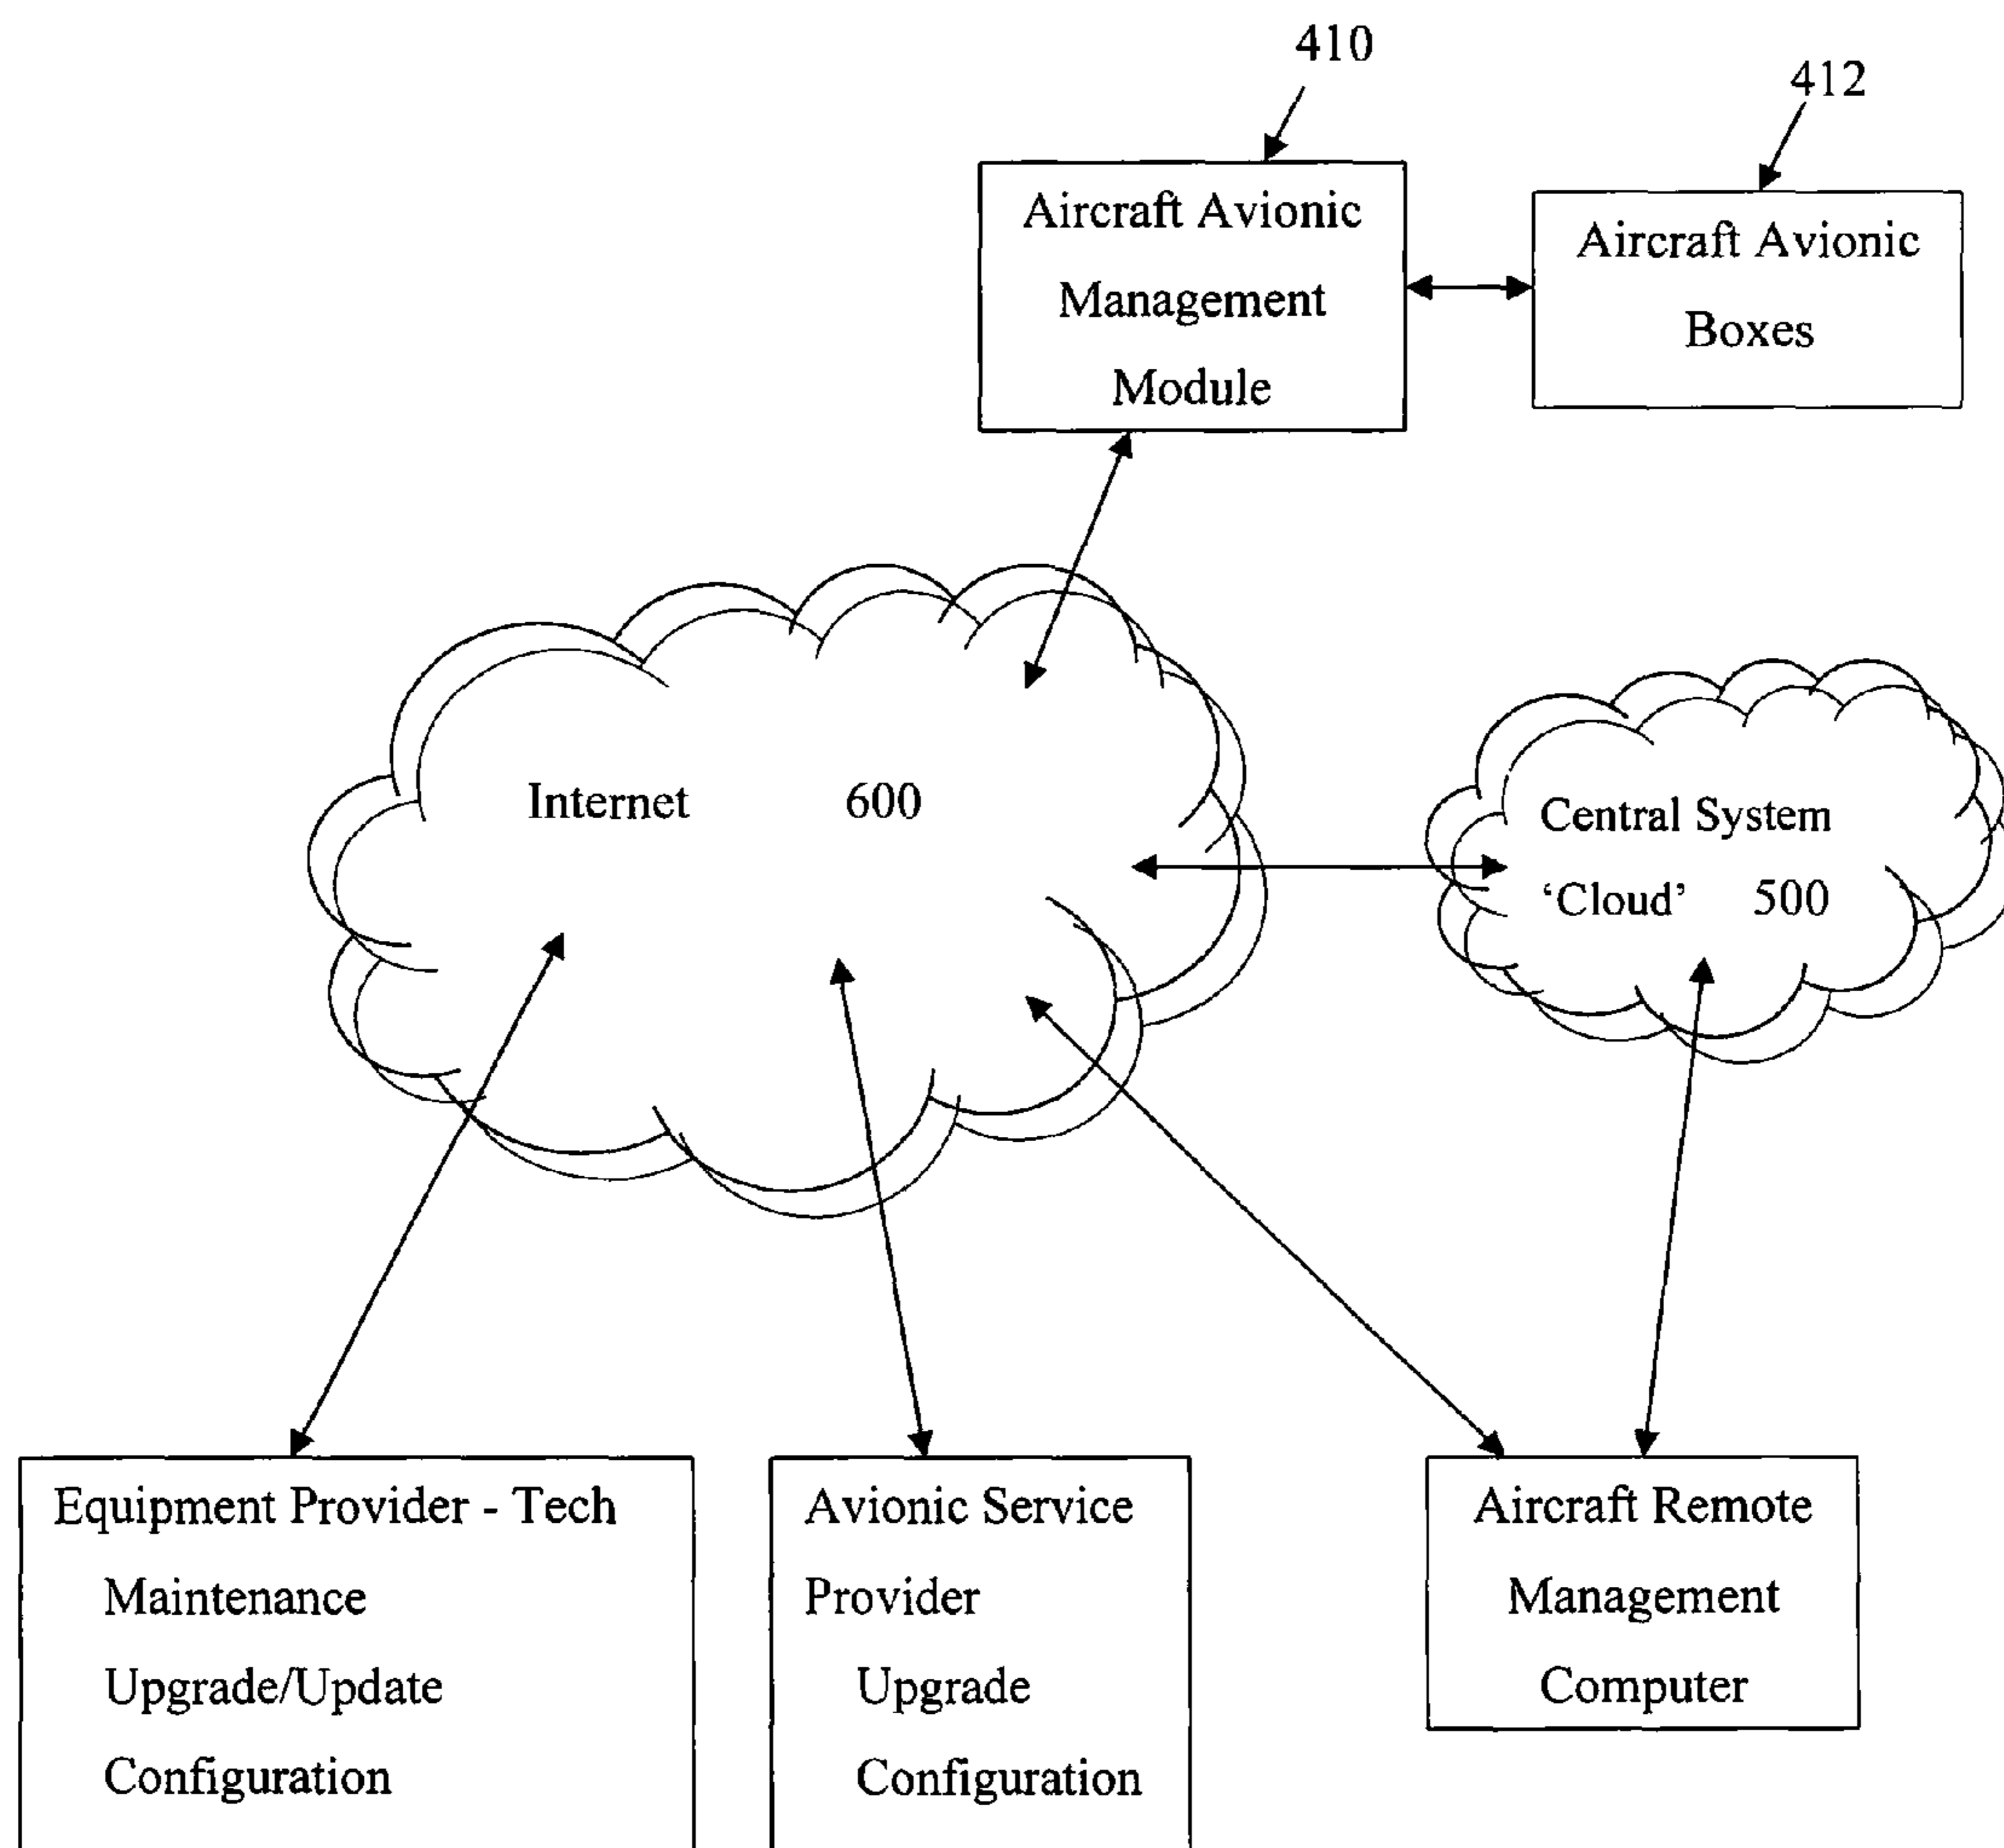 410
412
Aircraft Avionic
Management
Module
Aircraft Avionic
Boxes
Internet 600
Central System
‘Cloud’ 500
Equipment Provider - Tech
Maintenance
Upgrade/Update
Configuration
Avionic Service
Provider
Upgrade
Configuration
Aircraft Remote
Management
Computer